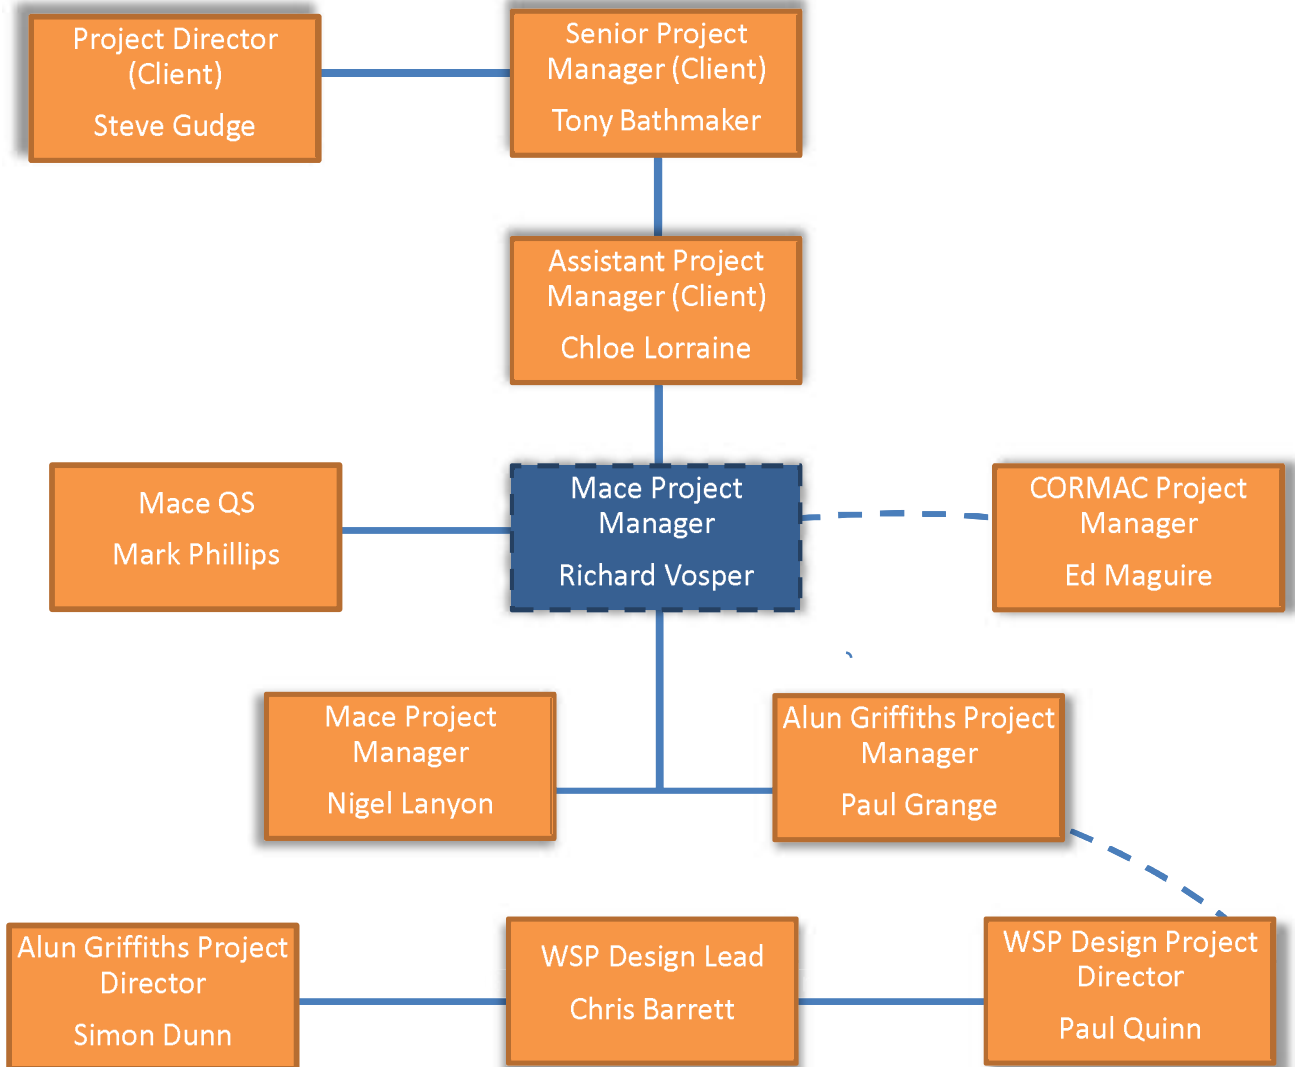 Project Director
(Client)
Steve Gudge
Senior Project
Manager (Client)
Tony Bathmaker
Assistant Project
Manager (Client)
Chloe Lorraine
Mace QS
Mark Phillips
Mace Project
Manager
Richard Vosper
CORMAC Project
Manager
Ed Maguire
Mace Project
Manager
Nigel Lanyon
Alun Griffiths Project
Manager
Paul Grange
Alun Griffiths Project
Director
Simon Dunn
WSP Design Lead
Chris Barrett
WSP Design Project
Director
Paul Quinn